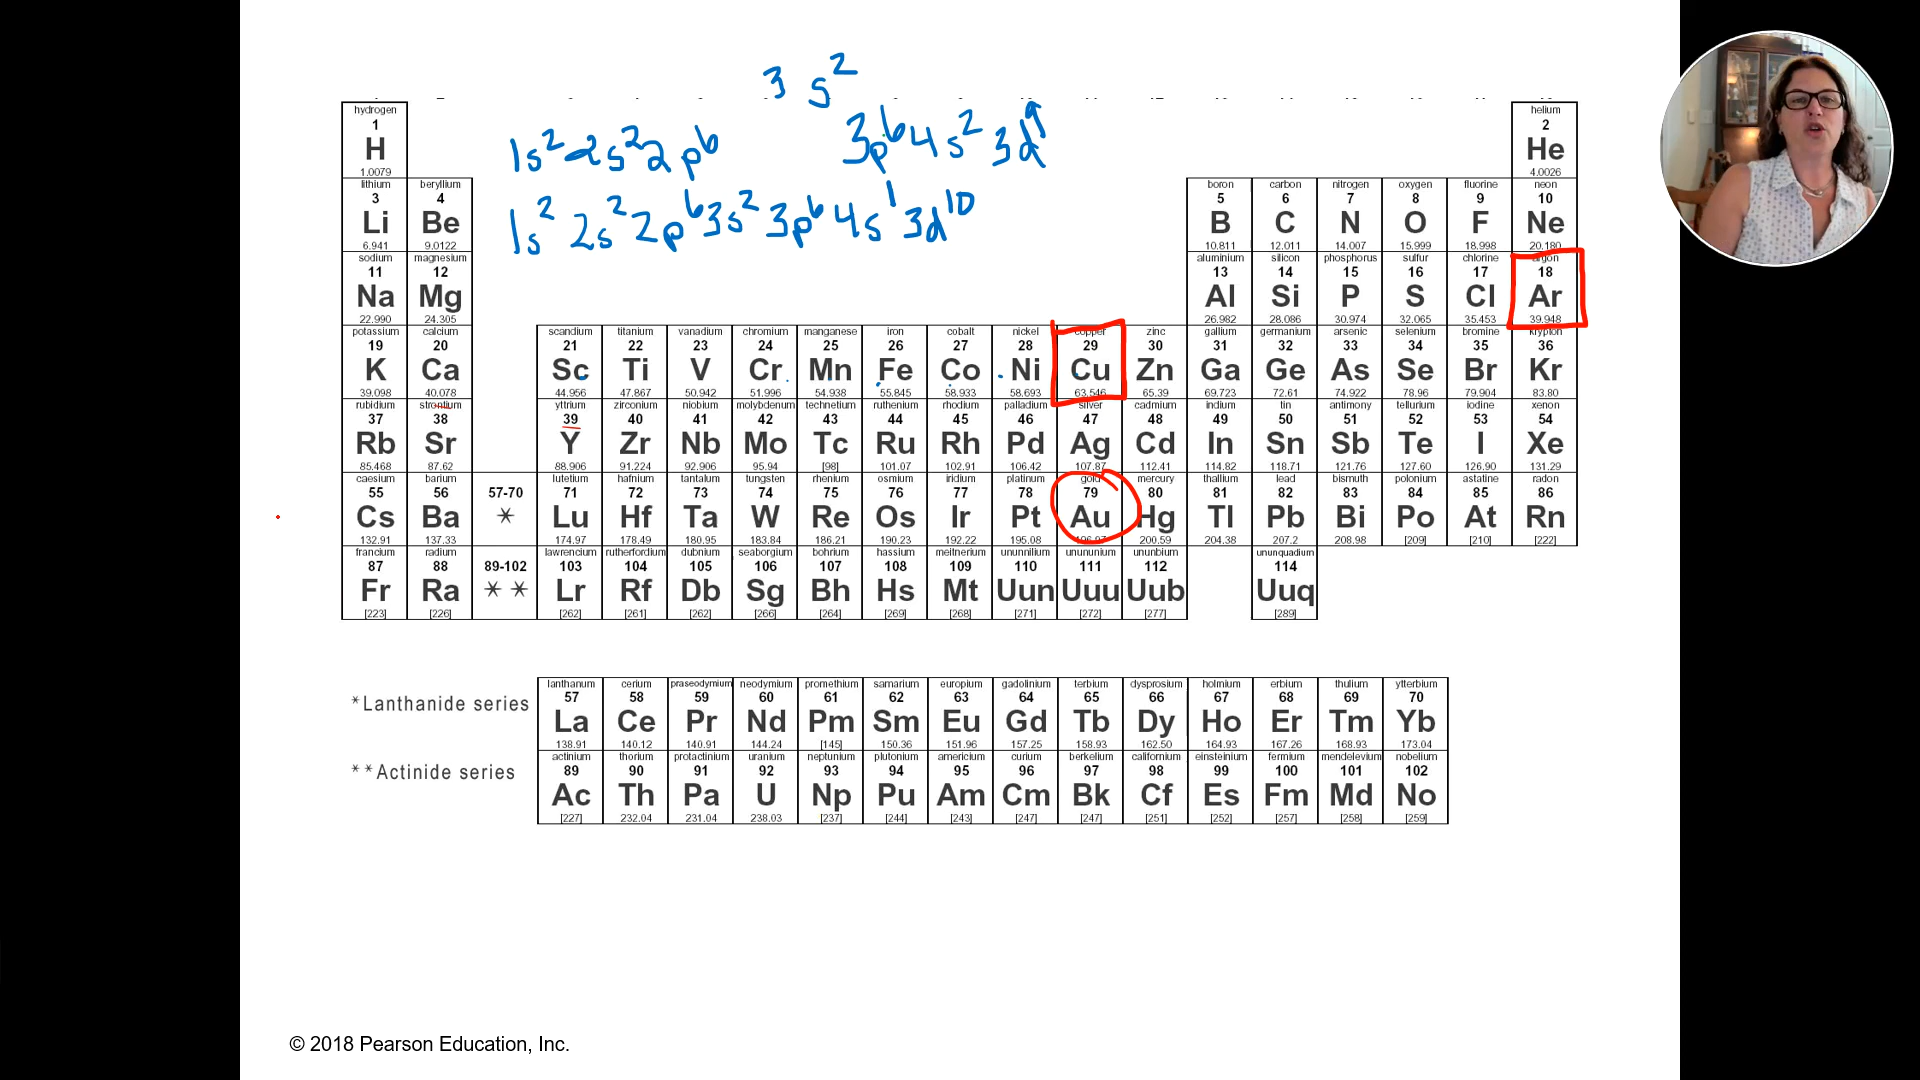 3 s²
1s² 2s² 2p⁶ 3p⁶ 4s² 3d⁹
1s² 2s² 2p⁶ 3s² 3p⁶ 4s¹ 3d¹⁰
hydrogen helium
1 2
H He
1.0079 4.0026
lithium beryllium boron carbon nitrogen oxygen fluorine neon
3 4 5 6 7 8 9 10
Li Be B C N O F Ne
6.941 9.0122 10.811 12.011 14.007 15.999 18.998 20.180
sodium magnesium aluminium silicon phosphorus sulfur chlorine argon
11 12 13 14 15 16 17 18
Na Mg Al Si P S Cl Ar
22.990 24.305 26.982 28.086 30.974 32.065 35.453 39.948
potassium calcium scandium titanium vanadium chromium manganese iron cobalt nickel copper zinc gallium germanium arsenic selenium bromine krypton
19 20 21 22 23 24 25 26 27 28 29 30 31 32 33 34 35 36
K Ca Sc Ti V Cr Mn Fe Co Ni Cu Zn Ga Ge As Se Br Kr
39.098 40.078 44.956 47.867 50.942 51.996 54.938 55.845 58.933 58.693 63.546 65.39 69.723 72.61 74.922 78.96 79.904 83.80
rubidium strontium yttrium zirconium niobium molybdenum technetium ruthenium rhodium palladium silver cadmium indium tin antimony tellurium iodine xenon
37 38 39 40 41 42 43 44 45 46 47 48 49 50 51 52 53 54
Rb Sr Y Zr Nb Mo Tc Ru Rh Pd Ag Cd In Sn Sb Te I Xe
85.468 87.62 88.906 91.224 92.906 95.94 [98] 101.07 102.91 106.42 107.87 112.41 114.82 118.71 121.76 127.60 126.90 131.29
caesium barium lutetium hafnium tantalum tungsten rhenium osmium iridium platinum gold mercury thallium lead bismuth polonium astatine radon
55 56 57-70 71 72 73 74 75 76 77 78 79 80 81 82 83 84 85 86
Cs Ba * Lu Hf Ta W Re Os Ir Pt Au Hg Tl Pb Bi Po At Rn
132.91 137.33 174.97 178.49 180.95 183.84 186.21 190.23 192.22 195.08 196.97 200.59 204.38 207.2 208.98 [209] [210] [222]
francium radium lawrencium rutherfordium dubnium seaborgium bohrium hassium meitnerium ununnilium unununium ununbium ununquadium
87 88 89-102 103 104 105 106 107 108 109 110 111 112 114
Fr Ra * * Lr Rf Db Sg Bh Hs Mt Uun Uuu Uub Uuq
[223] [226] [262] [261] [262] [266] [264] [269] [268] [271] [272] [277] [289]
lanthanum cerium praseodymium neodymium promethium samarium europium gadolinium terbium dysprosium holmium erbium thulium ytterbium
57 58 59 60 61 62 63 64 65 66 67 68 69 70
*Lanthanide series
La Ce Pr Nd Pm Sm Eu Gd Tb Dy Ho Er Tm Yb
138.91 140.12 140.91 144.24 [145] 150.36 151.96 157.25 158.93 162.50 164.93 167.26 168.93 173.04
actinium thorium protactinium uranium neptunium plutonium americium curium berkelium californium einsteinium fermium mendelevium nobelium
89 90 91 92 93 94 95 96 97 98 99 100 101 102
**Actinide series
Ac Th Pa U Np Pu Am Cm Bk Cf Es Fm Md No
[227] 232.04 231.04 238.03 [237] [244] [243] [247] [247] [251] [252] [257] [258] [259]
© 2018 Pearson Education, Inc.